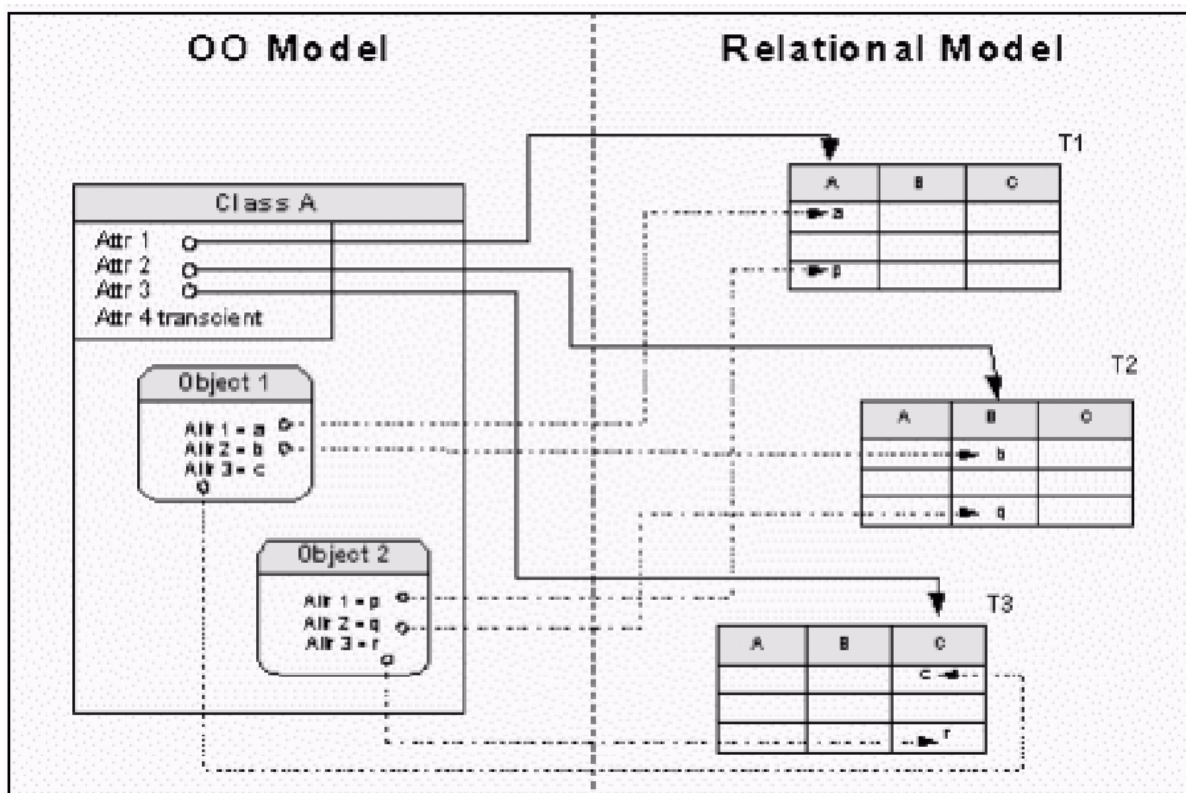 OO Model
Relational Model
T1
A B C
a
p
Class A
Attr 1
Attr 2
Attr 3
Attr 4 transcient
T2
A B C
b
q
Object 1
Attr 1 = a
Attr 2 = b
Attr 3 = c
Object 2
Attr 1 = p
Attr 2 = q
Attr 3 = r
T3
A B C
c
r